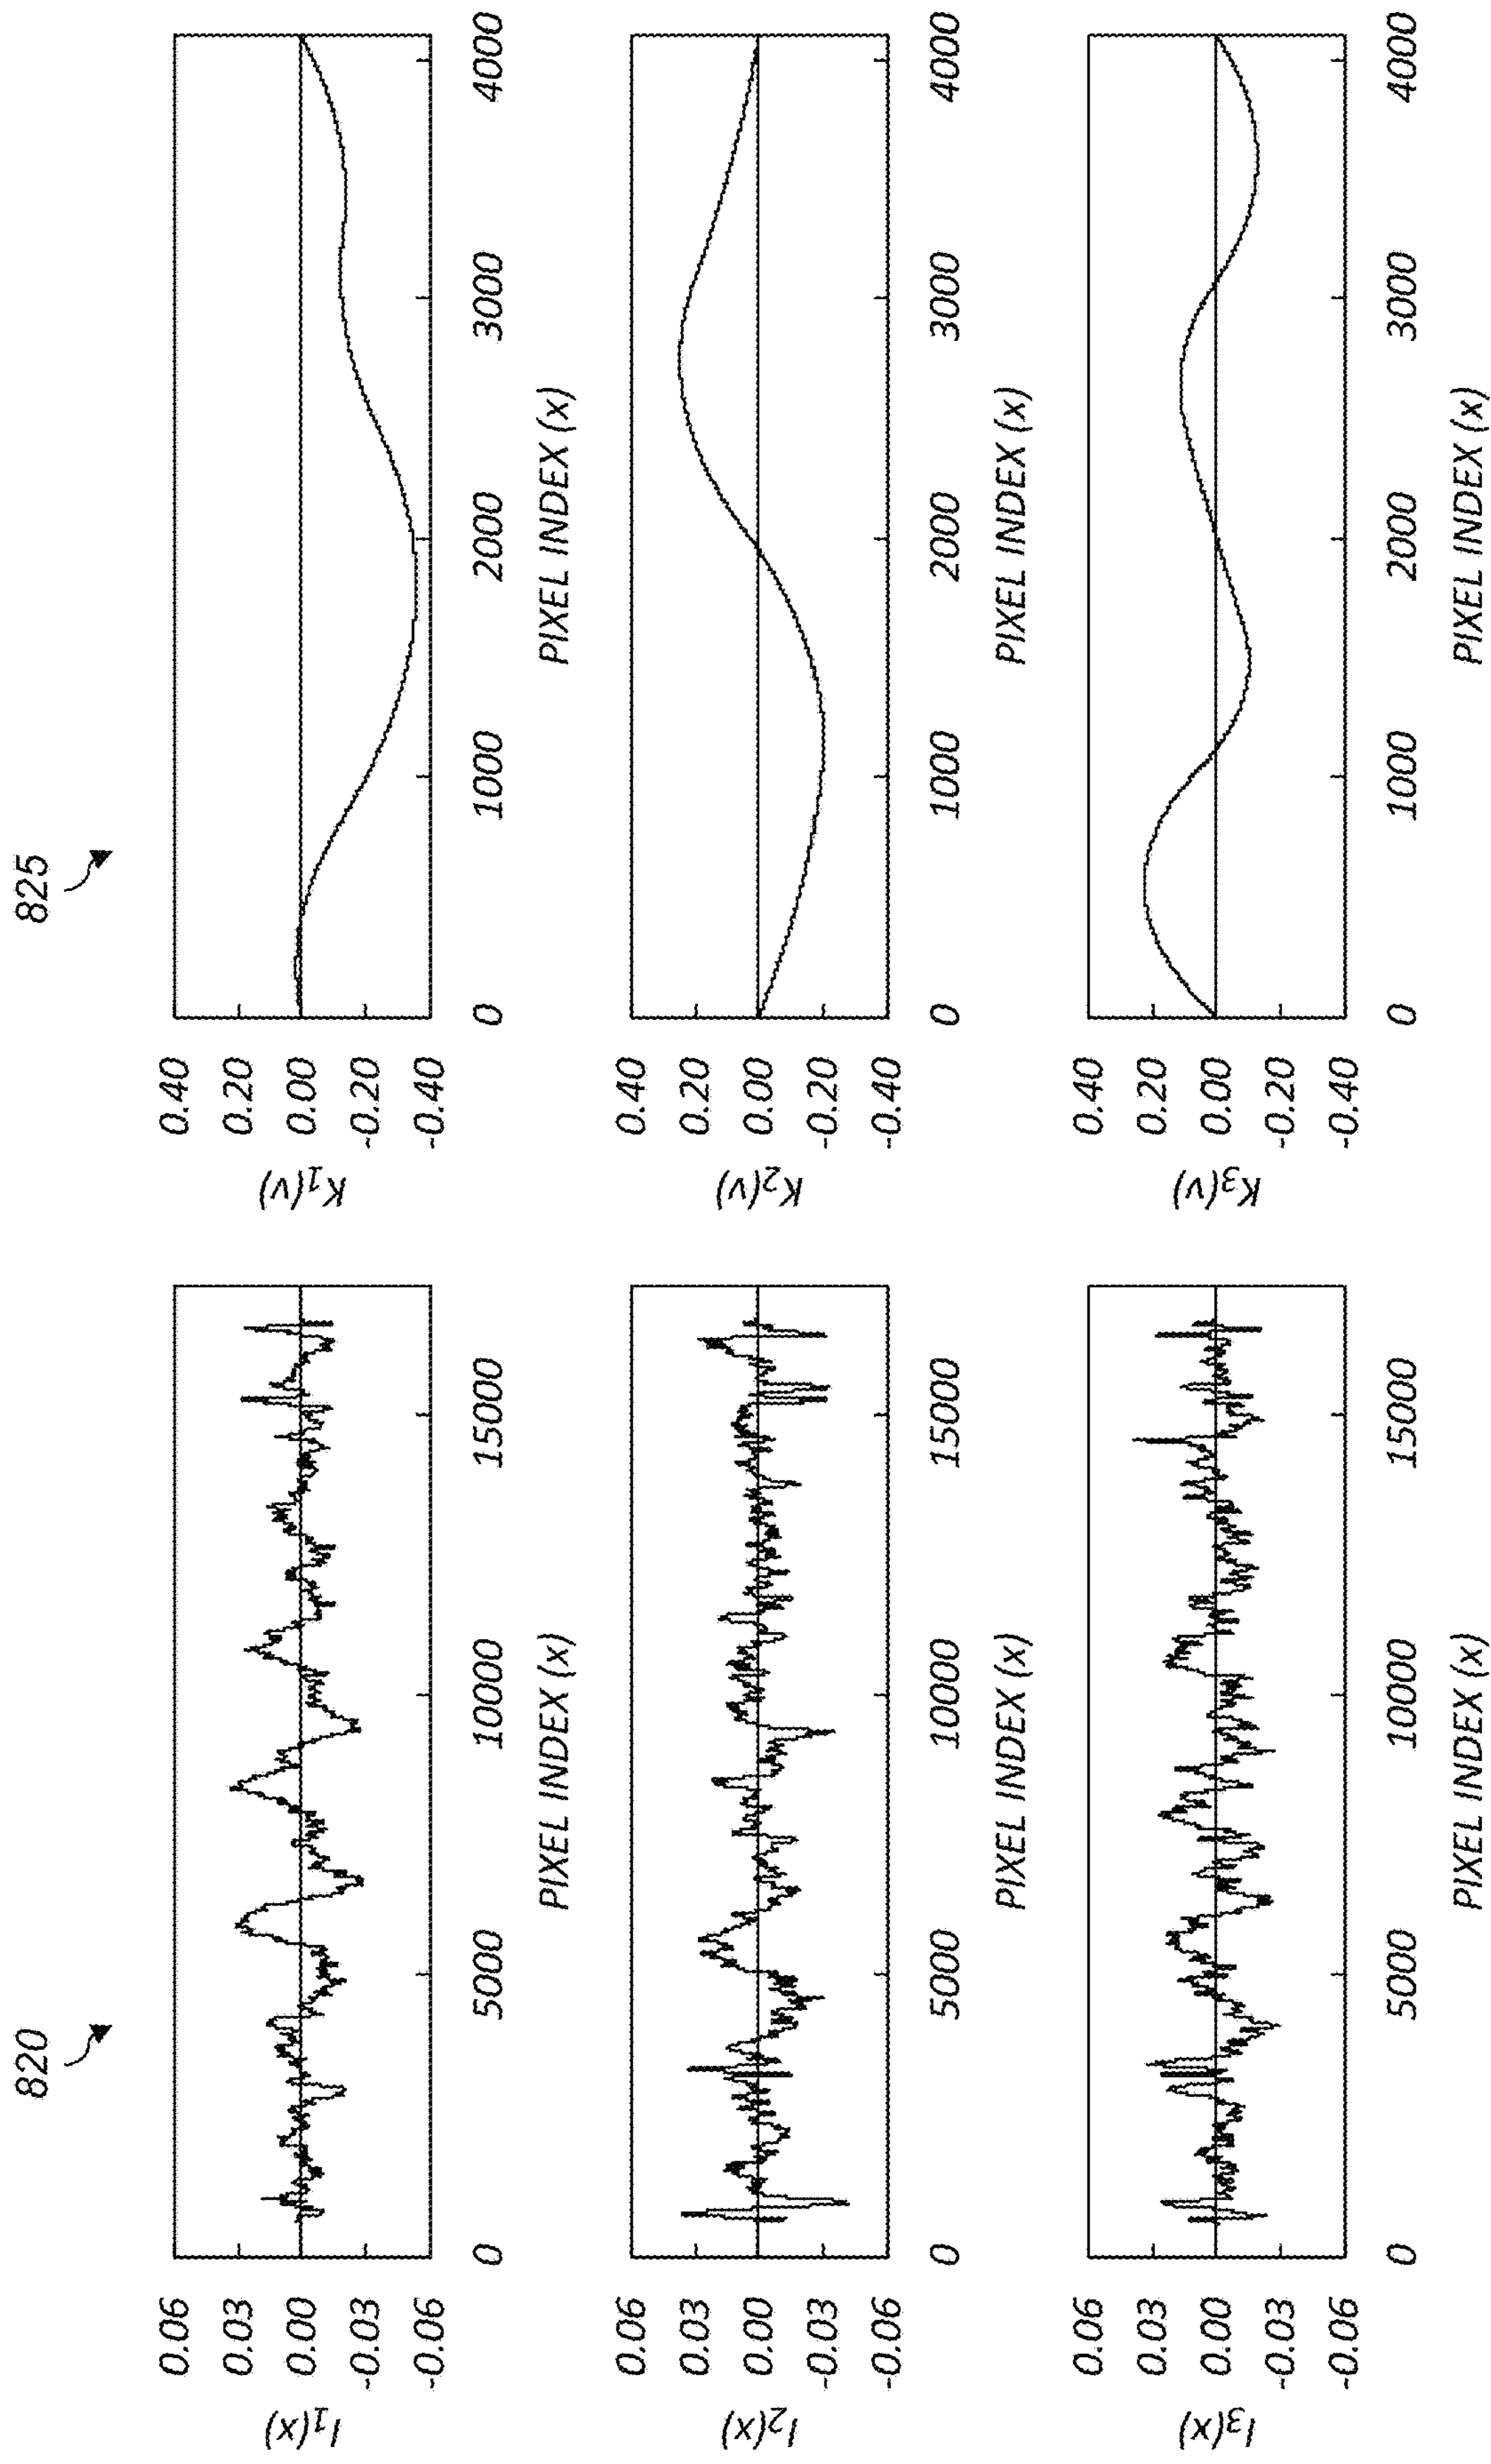 820
0.06
0.03
0.00
-0.03
-0.06
I1(x)
0 5000 10000 15000
PIXEL INDEX (x)
0.06
0.03
0.00
-0.03
-0.06
I2(x)
0 5000 10000 15000
PIXEL INDEX (x)
0.06
0.03
0.00
-0.03
-0.06
I3(x)
0 5000 10000 15000
PIXEL INDEX (x)
825
0.40
0.20
0.00
-0.20
-0.40
K1(v)
0 1000 2000 3000 4000
PIXEL INDEX (x)
0.40
0.20
0.00
-0.20
-0.40
K2(v)
0 1000 2000 3000 4000
PIXEL INDEX (x)
0.40
0.20
0.00
-0.20
-0.40
K3(v)
0 1000 2000 3000 4000
PIXEL INDEX (x)